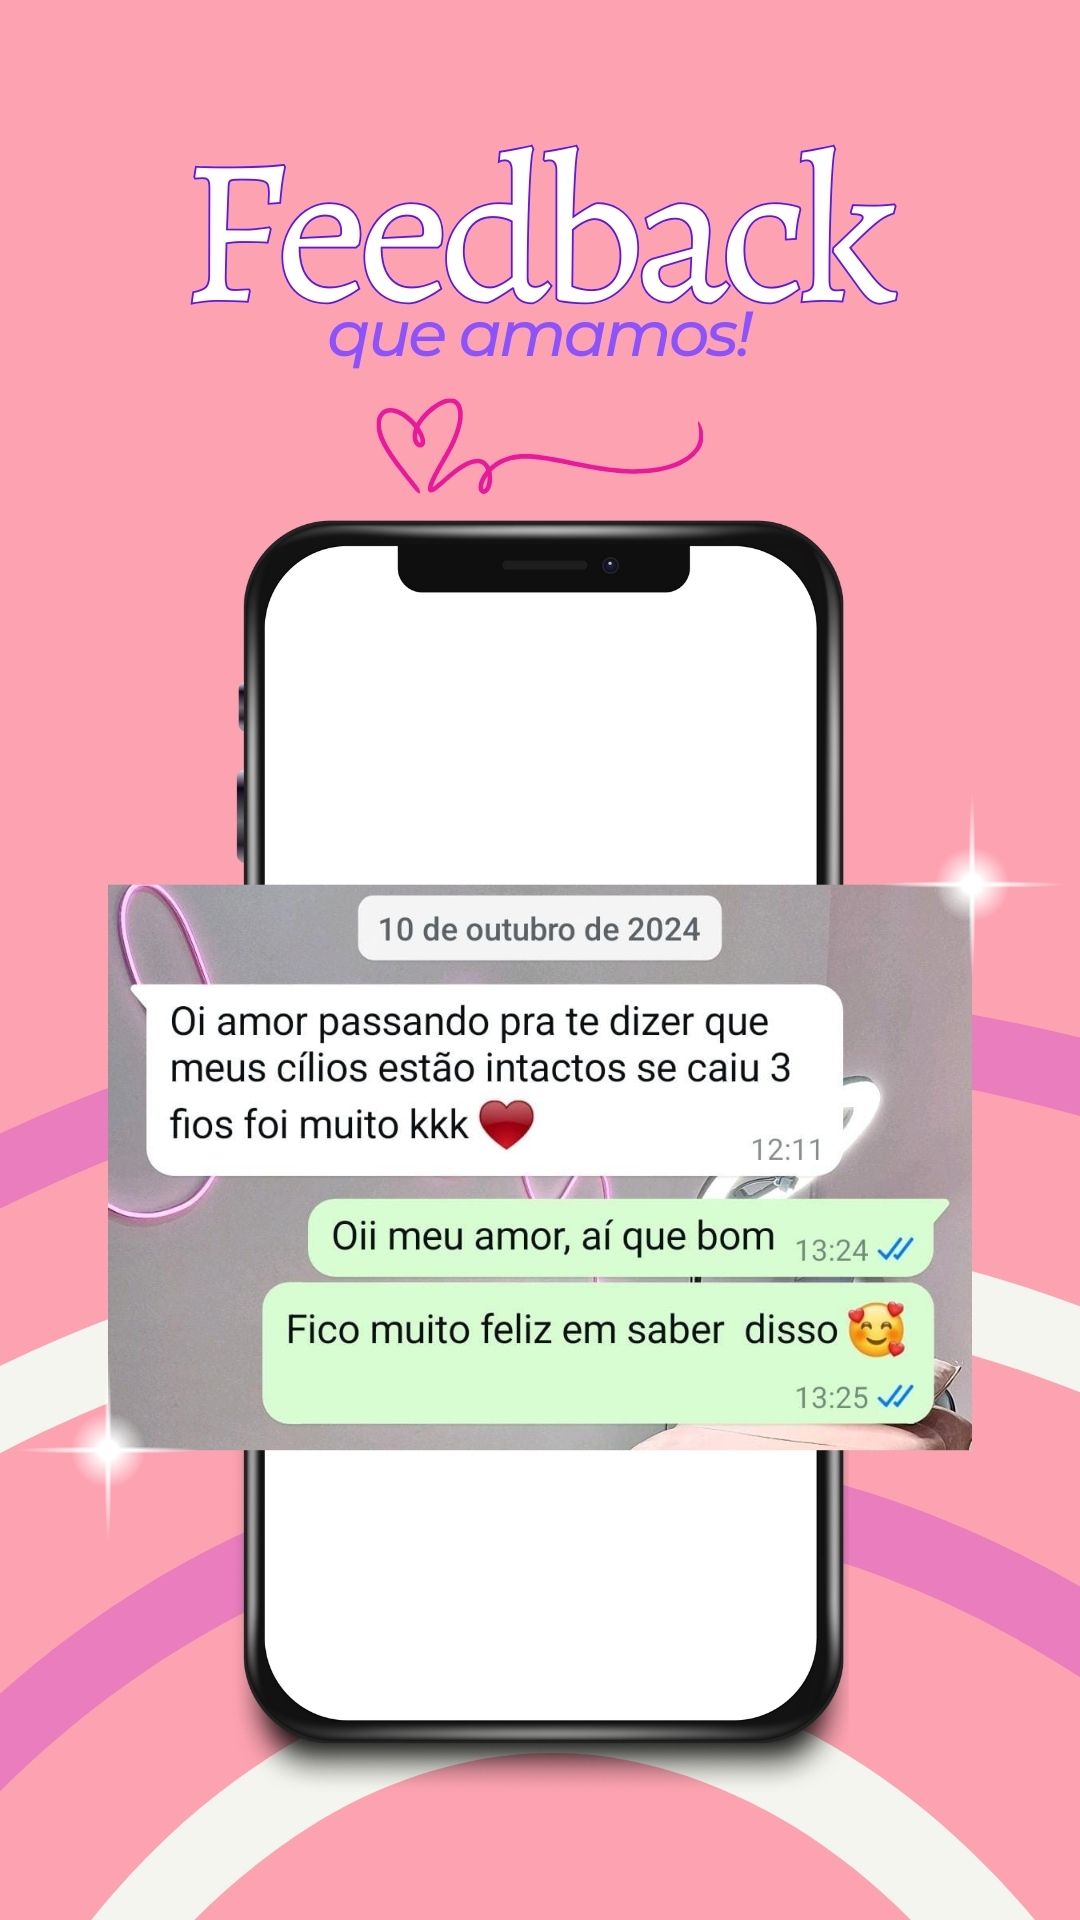 Feedback
que amamos!
10 de outubro de 2024
Oi amor passando pra te dizer que
meus cílios estão intactos se caiu 3
fios foi muito kkk ❤️
12:11
Oii meu amor, aí que bom 13:24
Fico muito feliz em saber  disso 🥰
13:25